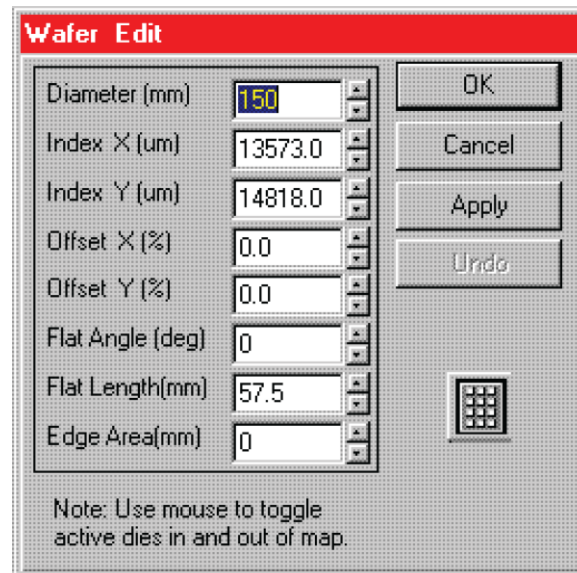 Wafer Edit
Diameter (mm) 150
Index X (um) 13573.0
Index Y (um) 14818.0
Offset X (%) 0.0
Offset Y (%) 0.0
Flat Angle (deg) 0
Flat Length(mm) 57.5
Edge Area(mm) 0
OK
Cancel
Apply
Undo
Note: Use mouse to toggle
active dies in and out of map.